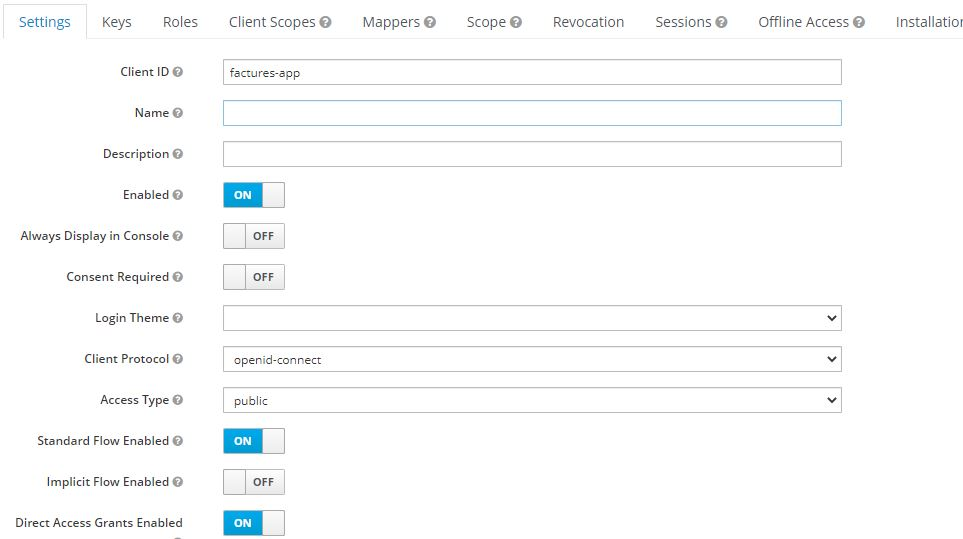 Settings Keys Roles Client Scopes Mappers Scope Revocation Sessions Offline Access Installation
Client ID factures-app
Name
Description
Enabled ON
Always Display in Console OFF
Consent Required OFF
Login Theme
Client Protocol openid-connect
Access Type public
Standard Flow Enabled ON
Implicit Flow Enabled OFF
Direct Access Grants Enabled ON